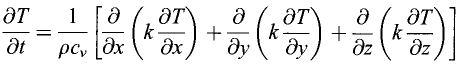 ∂T/∂t = 1/(ρc_v) [ ∂/∂x ( k ∂T/∂x ) + ∂/∂y ( k ∂T/∂y ) + ∂/∂z ( k ∂T/∂z ) ]